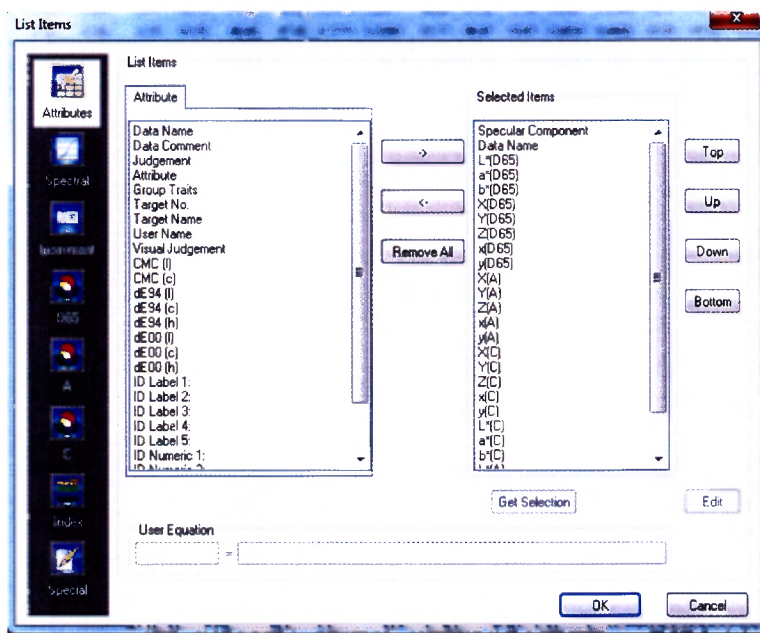 List Items
List Items
Attributes
Spectral
Instrument
D65
A
C
Index
Special
Attribute
Data Name
Data Comment
Judgement
Attribute
Group Traits
Target No.
Target Name
User Name
Visual Judgement
CMC (l)
CMC (c)
dE94 (l)
dE94 (c)
dE94 (h)
dE00 (l)
dE00 (c)
dE00 (h)
ID Label 1:
ID Label 2:
ID Label 3:
ID Label 4:
ID Label 5:
ID Numeric 1:
ID Numeric 2:
->
<-
Remove All
Selected Items
Specular Component
Data Name
L*(D65)
a*(D65)
b*(D65)
X(D65)
Y(D65)
Z(D65)
x(D65)
y(D65)
X(A)
Y(A)
Z(A)
x(A)
y(A)
X(C)
Y(C)
Z(C)
x(C)
y(C)
L*(C)
a*(C)
b*(C)
L*(A)
Top
Up
Down
Bottom
Get Selection
Edit
User Equation
=
OK
Cancel